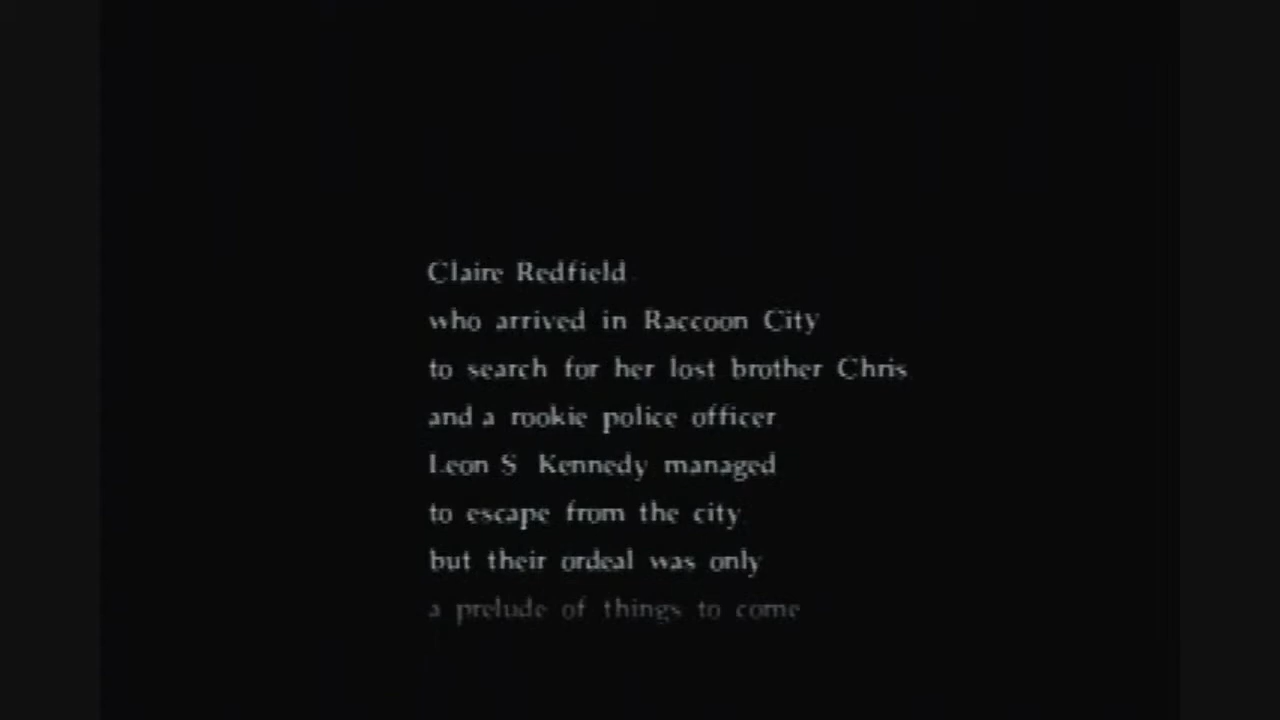 Claire Redfield
who arrived in Raccoon City
to search for her lost brother Chris
and a rookie police officer
Leon S Kennedy managed
to escape from the city
but their ordeal was only
a prelude of things to come